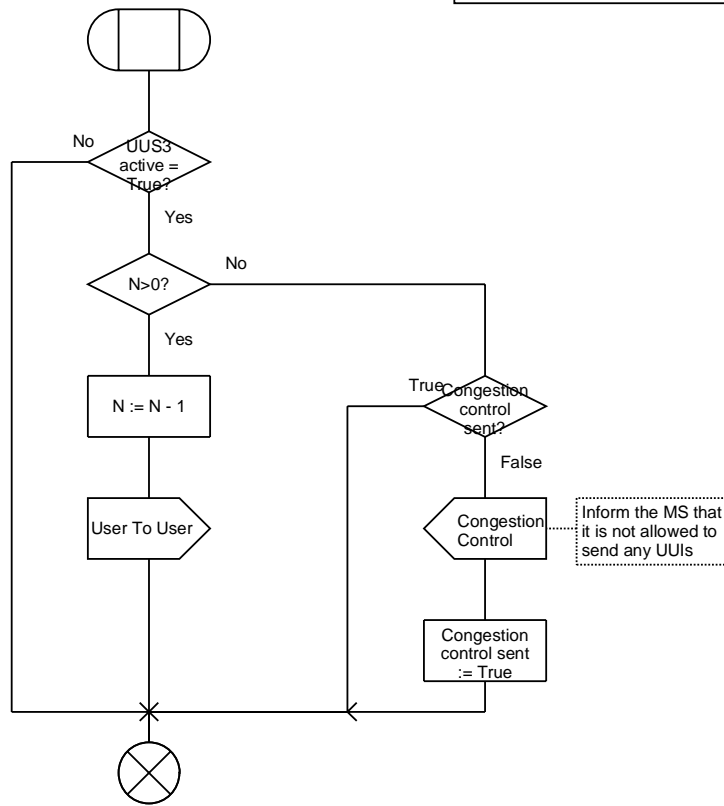 No
UUS3
active =
True?
Yes
N>0?
No
Yes
N := N - 1
True
Congestion
control
sent?
False
User To User
Congestion
Control
Inform the MS that
it is not allowed to
send any UUIs
Congestion
control sent
:= True